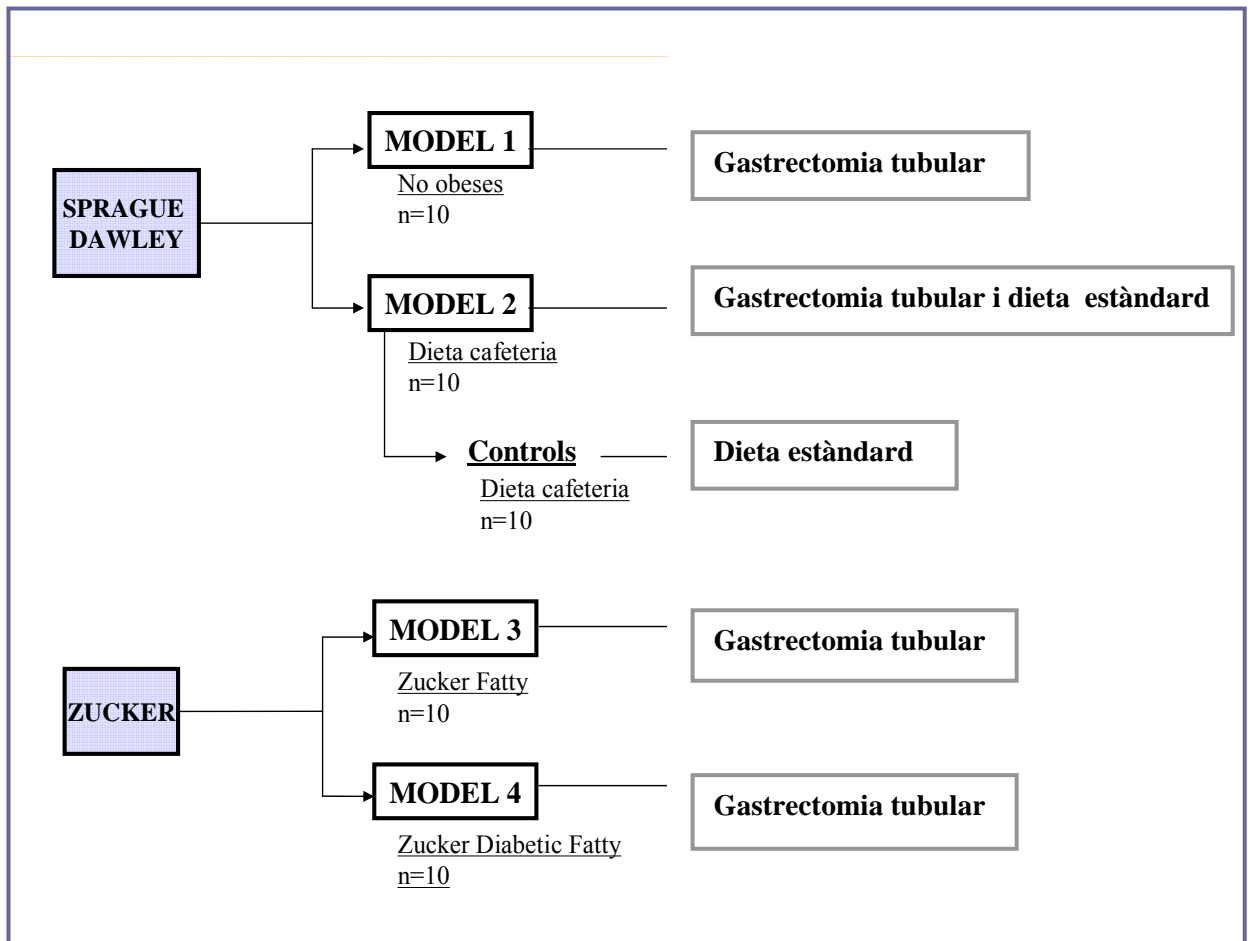 SPRAGUE
DAWLEY
MODEL 1
No obeses
n=10
Gastrectomia tubular
MODEL 2
Dieta cafeteria
n=10
Gastrectomia tubular i dieta estàndard
Controls
Dieta cafeteria
n=10
Dieta estàndard
ZUCKER
MODEL 3
Zucker Fatty
n=10
Gastrectomia tubular
MODEL 4
Zucker Diabetic Fatty
n=10
Gastrectomia tubular